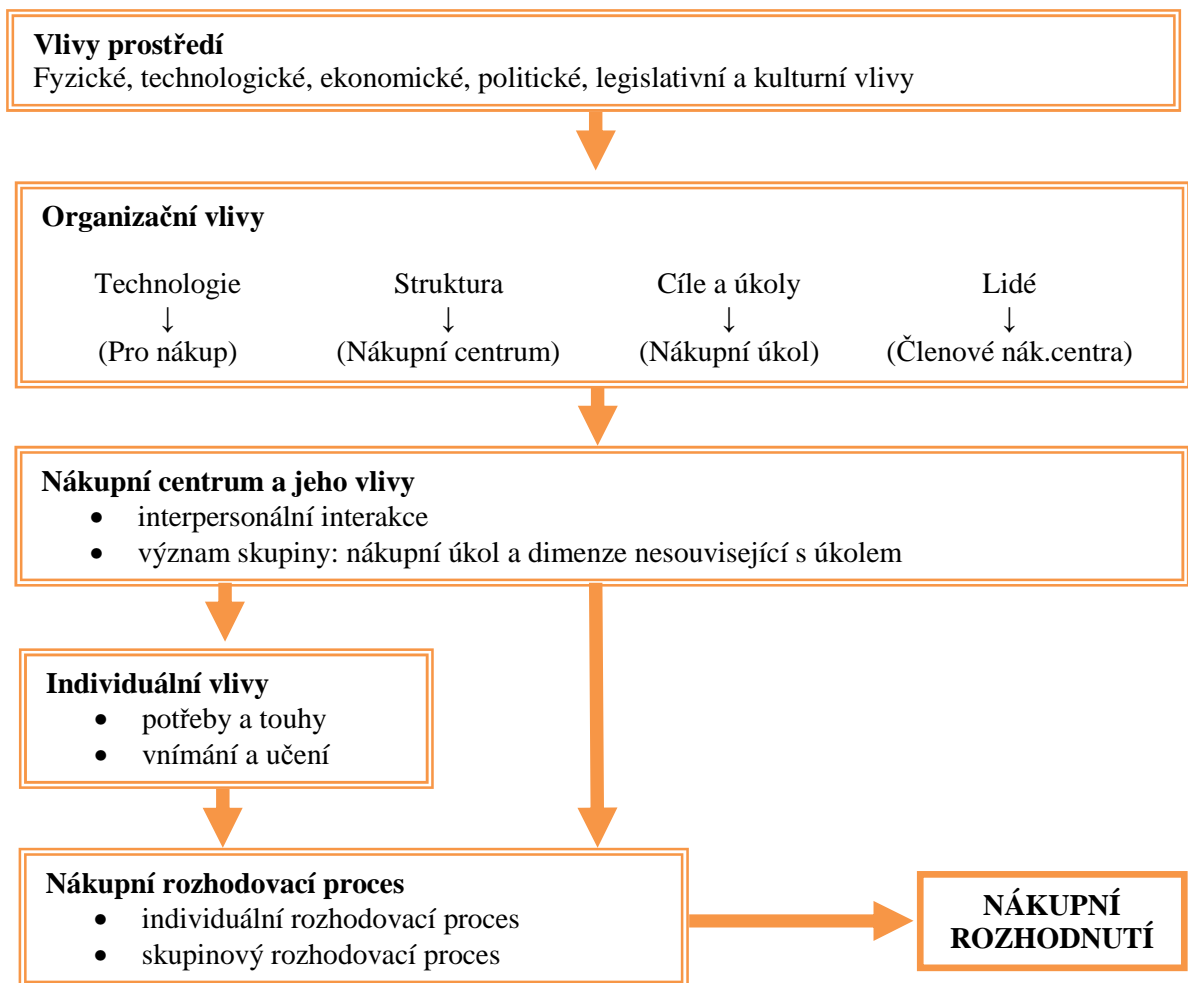 Vlivy prostředí
Fyzické, technologické, ekonomické, politické, legislativní a kulturní vlivy
Organizační vlivy
Technologie Struktura Cíle a úkoly Lidé
↓ ↓ ↓ ↓
(Pro nákup) (Nákupní centrum) (Nákupní úkol) (Členové nák.centra)
Nákupní centrum a jeho vlivy
• interpersonální interakce
• význam skupiny: nákupní úkol a dimenze nesouvisející s úkolem
Individuální vlivy
• potřeby a touhy
• vnímání a učení
Nákupní rozhodovací proces
• individuální rozhodovací proces
• skupinový rozhodovací proces
NÁKUPNÍ
ROZHODNUTÍ